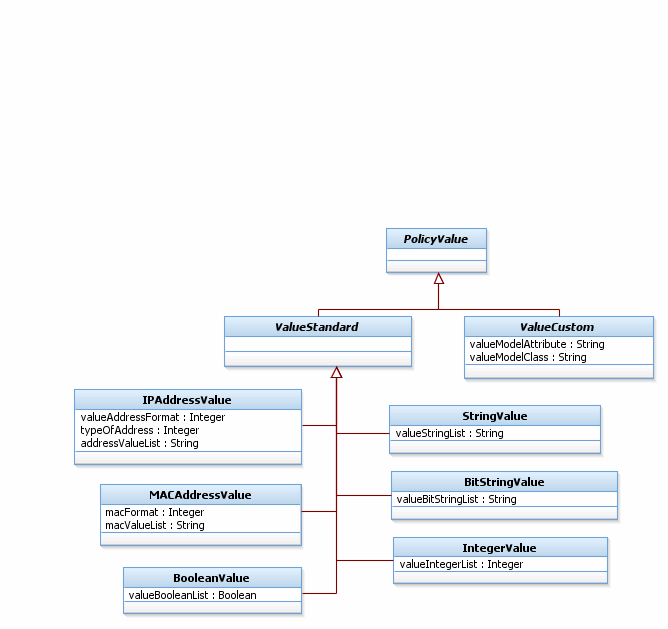 PolicyValue
ValueStandard
ValueCustom
valueModelAttribute : String
valueModelClass : String
IPAddressValue
valueAddressFormat : Integer
typeOfAddress : Integer
addressValueList : String
StringValue
valueStringList : String
MACAddressValue
macFormat : Integer
macValueList : String
BitStringValue
valueBitStringList : String
IntegerValue
valueIntegerList : Integer
BooleanValue
valueBooleanList : Boolean